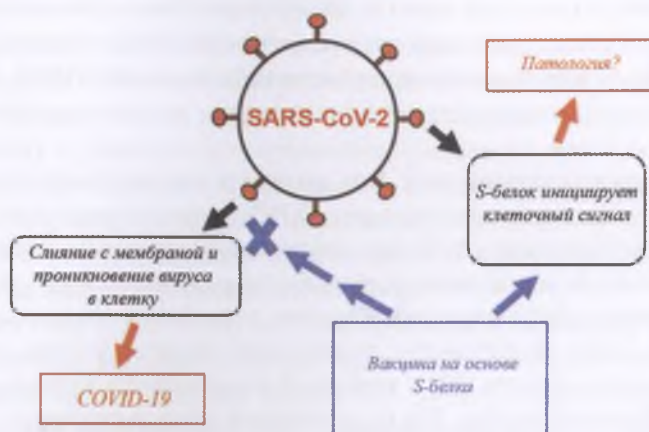 Патология?
SARS-CoV-2
S-белок инициирует
клеточный сигнал
Слияние с мембраной и
проникновение вируса
в клетку
Вакцина на основе
S-белка
COVID-19